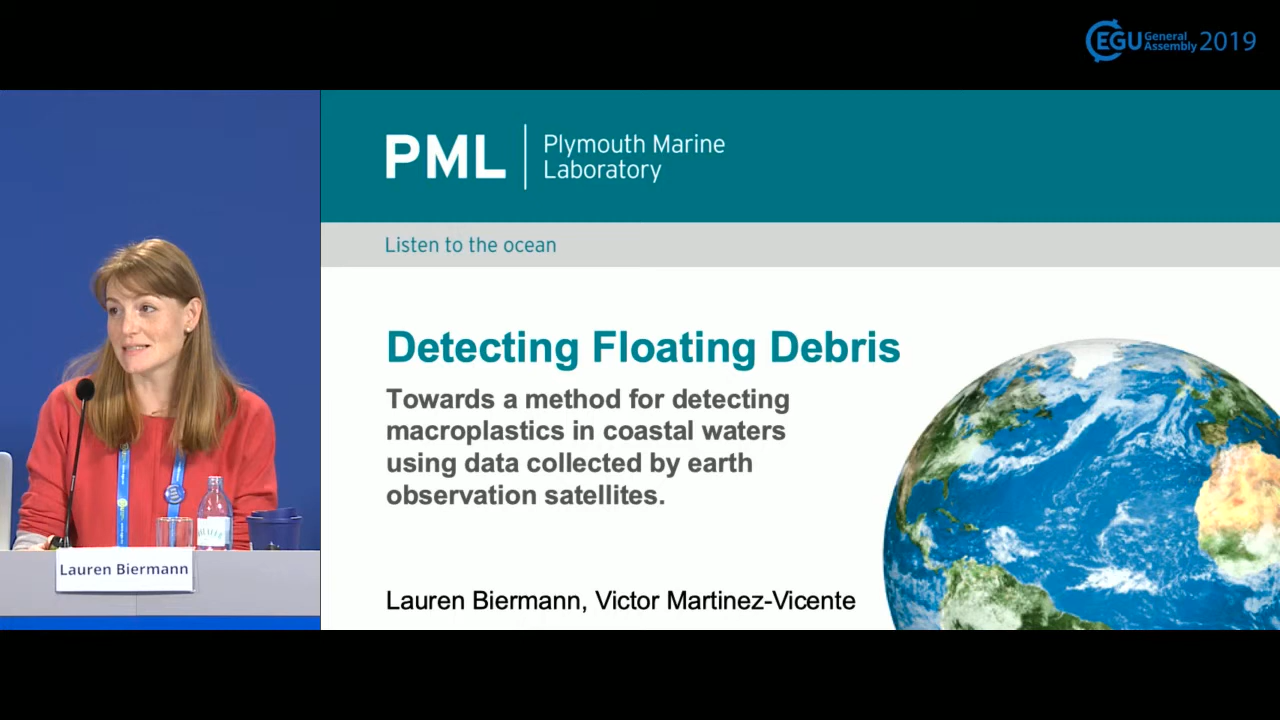 EGU General Assembly 2019
PML
Plymouth Marine
Laboratory
Listen to the ocean
Detecting Floating Debris
Towards a method for detecting
macroplastics in coastal waters
using data collected by earth
observation satellites.
Lauren Biermann, Victor Martinez-Vicente
Lauren Biermann